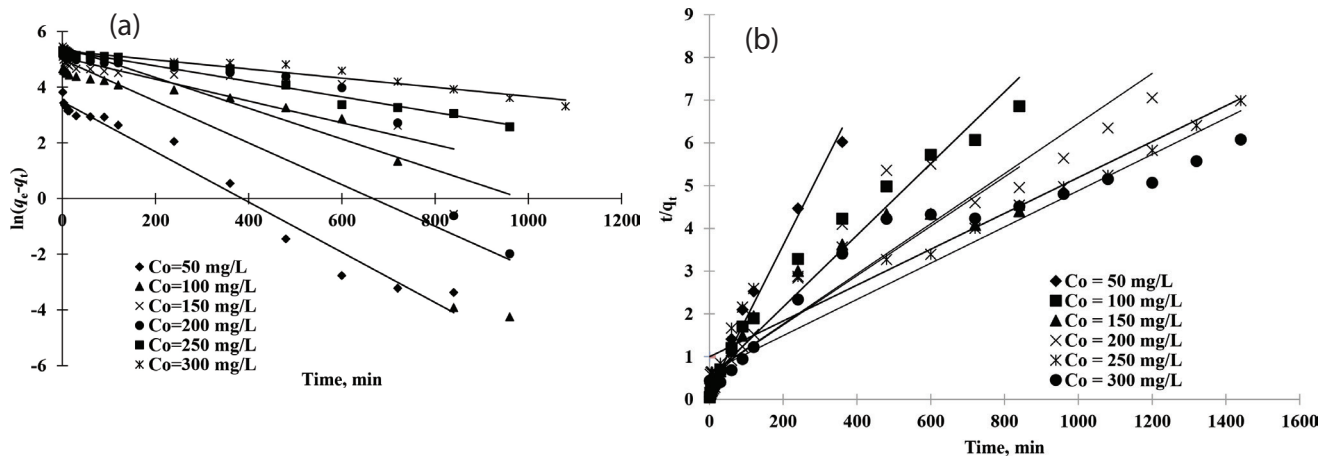 (a)
6
4
2
0
-2
-4
-6
0
200
400
600
800
1000
1200
ln(qe-qt)
Co=50 mg/L
Co=100 mg/L
Co=150 mg/L
Co=200 mg/L
Co=250 mg/L
Co=300 mg/L
Time, min
(b)
9
8
7
6
5
4
3
2
1
0
t/qt
Co = 50 mg/L
Co = 100 mg/L
Co = 150 mg/L
Co = 200 mg/L
Co = 250 mg/L
Co = 300 mg/L
0
200
400
600
800
1000
1200
1400
1600
Time, min